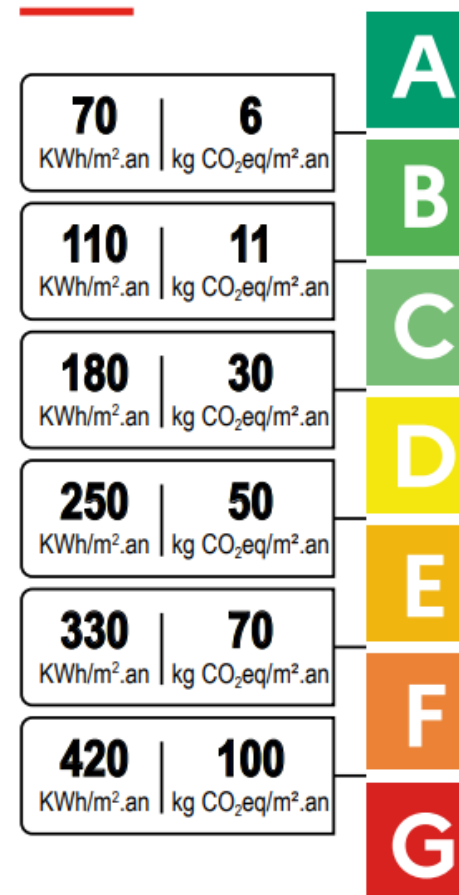 A
70 | 6
KWh/m².an | kg CO₂eq/m².an
B
110 | 11
KWh/m².an | kg CO₂eq/m².an
C
180 | 30
KWh/m².an | kg CO₂eq/m².an
D
250 | 50
KWh/m².an | kg CO₂eq/m².an
E
330 | 70
KWh/m².an | kg CO₂eq/m².an
F
420 | 100
KWh/m².an | kg CO₂eq/m².an
G